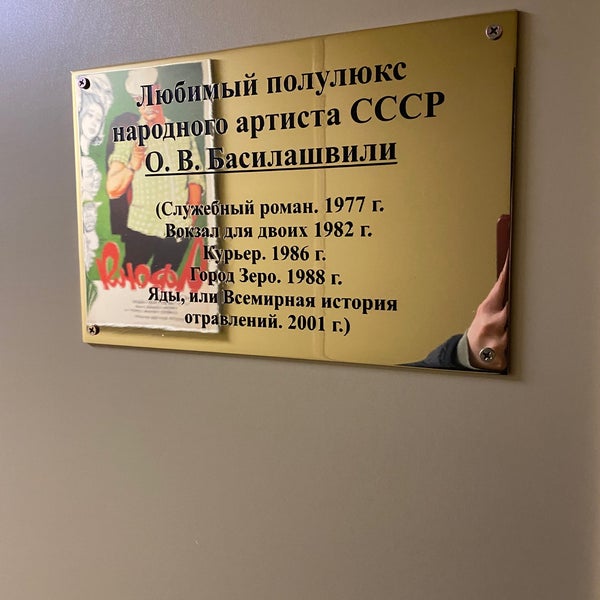 Любимый полулюкс
народного артиста СССР
О. В. Басилашвили
(Служебный роман. 1977 г.
Вокзал для двоих 1982 г.
Курьер. 1986 г.
Город Зеро. 1988 г.
Яды, или Всемирная история
отравлений. 2001 г.)